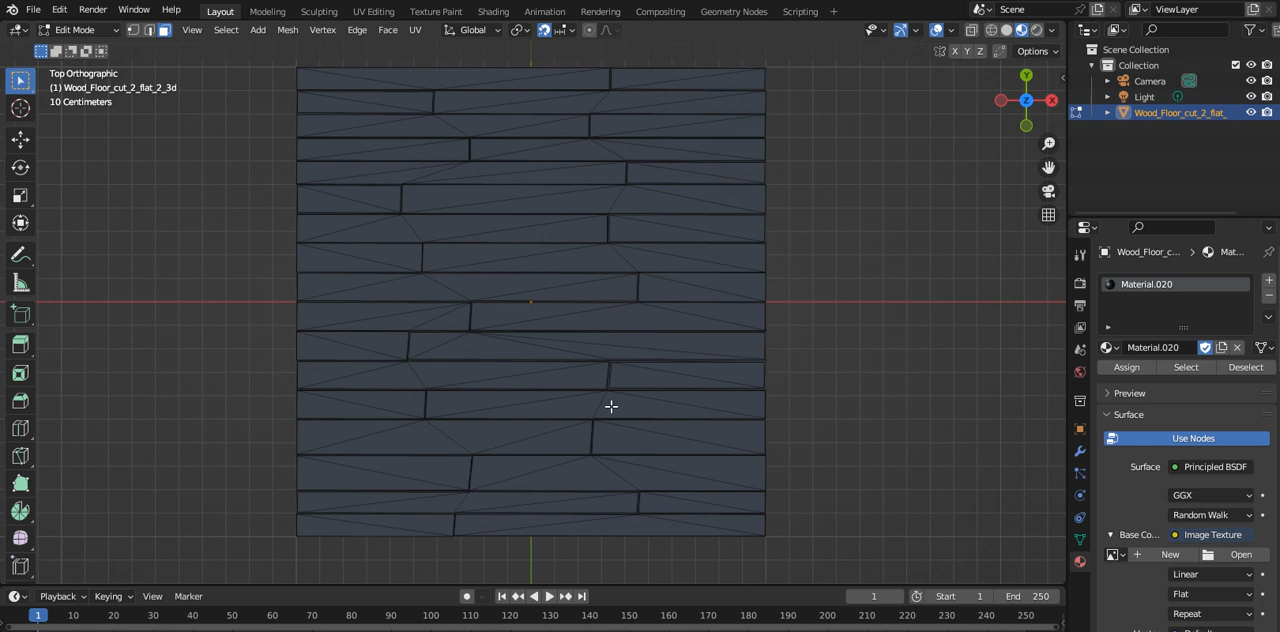 File Edit Render Window Help Layout Modeling Sculpting UV Editing Texture Paint Shading Animation Rendering Compositing Geometry Nodes Scripting + Scene ViewLayer
Edit Mode View Select Add Mesh Vertex Edge Face UV Global
X Y Z Options
Top Orthographic
(1) Wood_Floor_cut_2_flat_2_3d
10 Centimeters
Y
Z X
Scene Collection
Collection
Camera
Light
Wood_Floor_cut_2_flat_
Wood_Floor_c... > Mat...
Material.020
Material.020
Assign Select Deselect
Preview
Surface
Use Nodes
Surface Principled BSDF
GGX
Random Walk
Base Co... Image Texture
New Open
Linear
Flat
Repeat
Playback Keying View Marker 1 Start 1 End 250
1 10 20 30 40 50 60 70 80 90 100 110 120 130 140 150 160 170 180 190 200 210 220 230 240 250